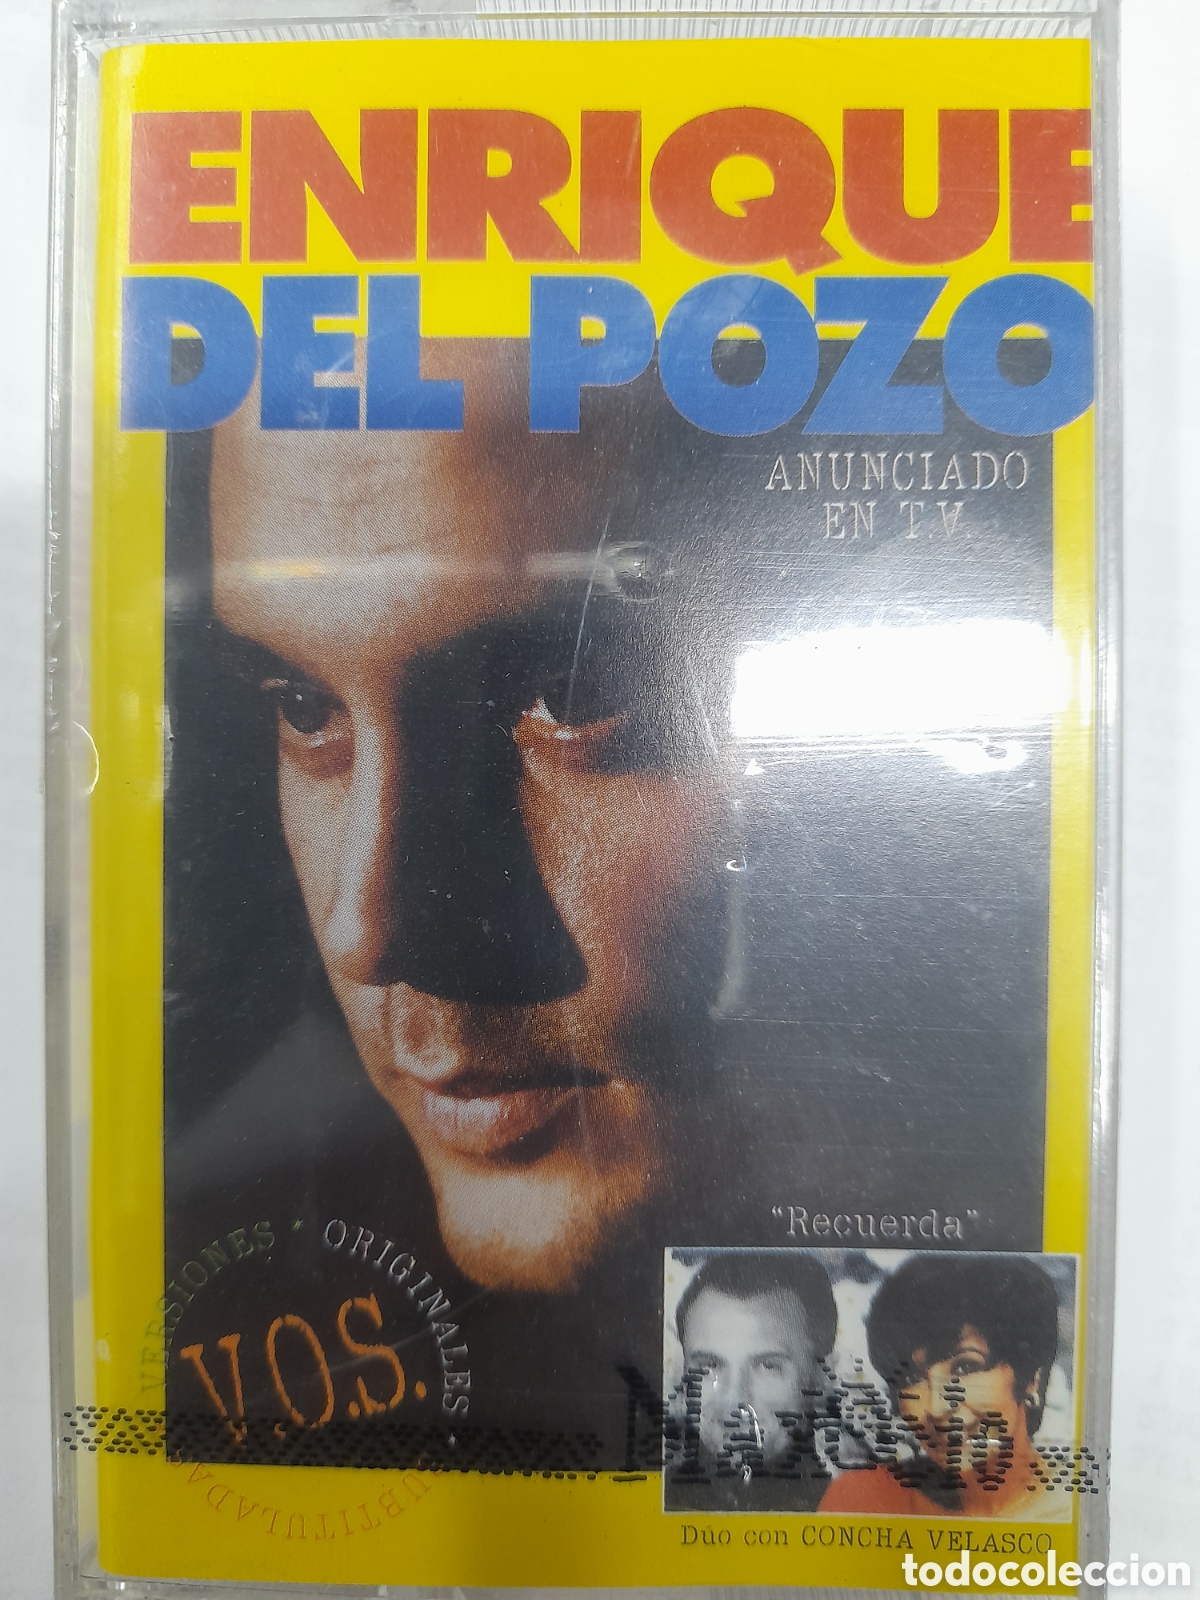 ENRIQUE
DEL POZO
ANUNCIADO
EN T.V.
"Recuerda"
VERSIONES · ORIGINALES ·
V.O.S.
Dúo con CONCHA VELASCO
todocoleccion